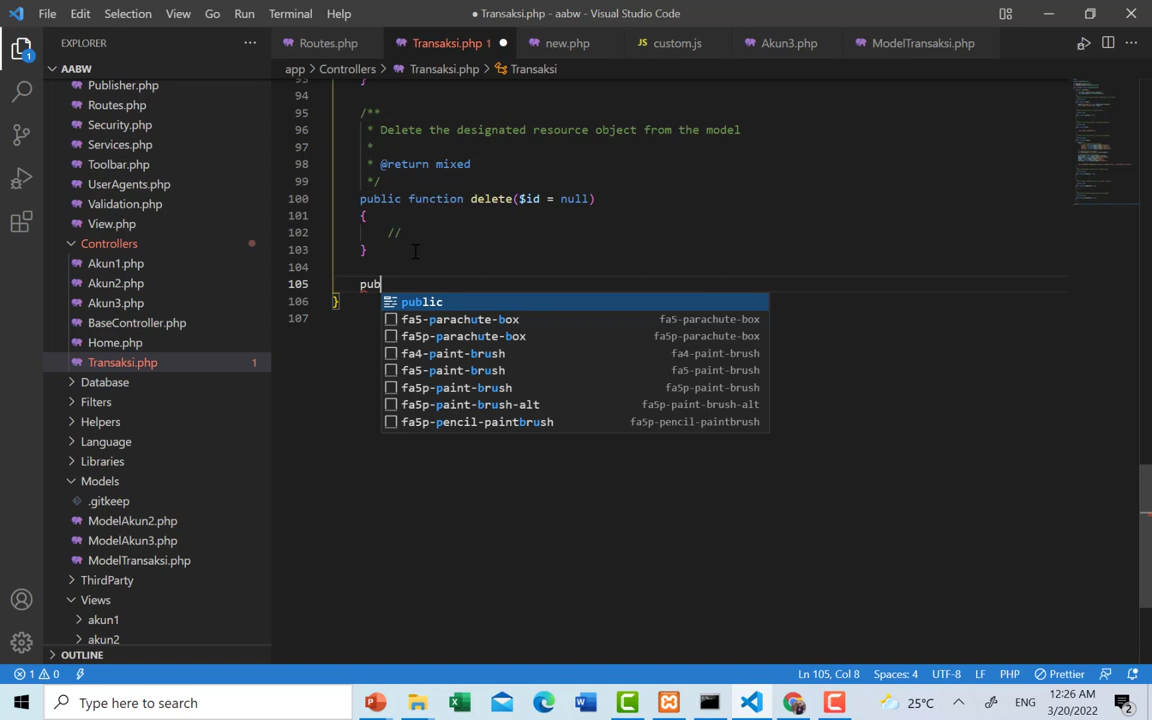 File Edit Selection View Go Run Terminal Help
Transaksi.php - aabw - Visual Studio Code
EXPLORER
Routes.php
Transaksi.php 1
new.php
JS custom.js
Akun3.php
ModelTransaksi.php
AABW
app > Controllers > Transaksi.php > Transaksi
Publisher.php
Routes.php
Security.php
Services.php
Toolbar.php
UserAgents.php
Validation.php
View.php
Controllers
Akun1.php
Akun2.php
Akun3.php
BaseController.php
Home.php
Transaksi.php 1
Database
Filters
Helpers
Language
Libraries
Models
.gitkeep
ModelAkun2.php
ModelAkun3.php
ModelTransaksi.php
ThirdParty
Views
akun1
akun2
OUTLINE
93 }
94
95 /**
96 * Delete the designated resource object from the model
97 *
98 * @return mixed
99 */
100 public function delete($id = null)
101 {
102 //
103 }
104
105 pub
106 }
107
public
fa5-parachute-box fa5-parachute-box
fa5p-parachute-box fa5p-parachute-box
fa4-paint-brush fa4-paint-brush
fa5-paint-brush fa5-paint-brush
fa5p-paint-brush fa5p-paint-brush
fa5p-paint-brush-alt fa5p-paint-brush-alt
fa5p-pencil-paintbrush fa5p-pencil-paintbrush
1 0
Ln 105, Col 8 Spaces: 4 UTF-8 LF PHP Prettier
Type here to search
25°C ENG
12:26 AM
3/20/2022
2